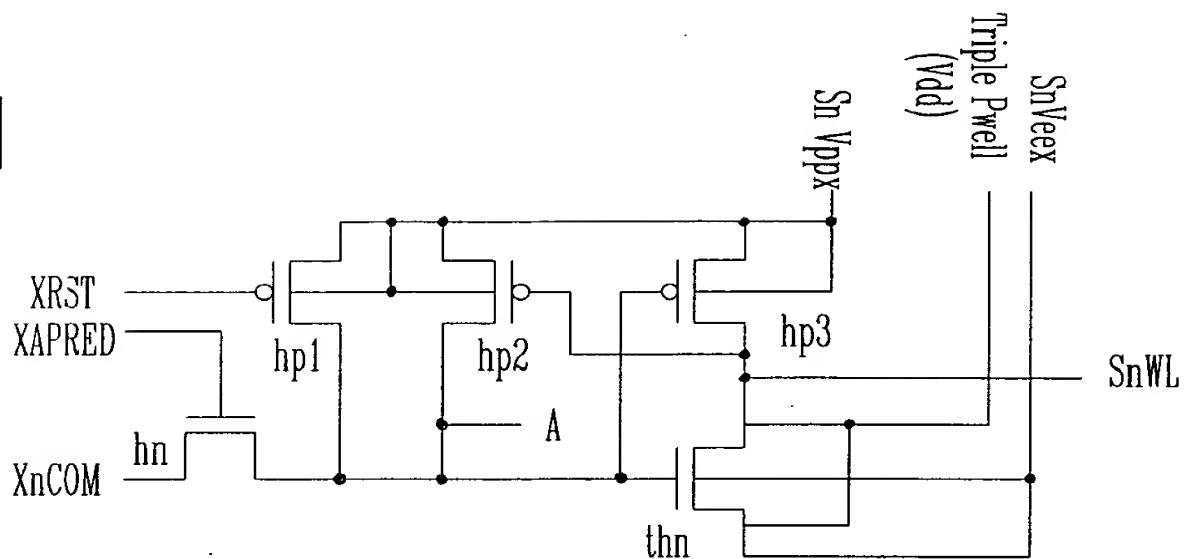 Triple Pwell
(Vdd)
SnVeex
Sn Vppx
XRST
XAPRED
hp1
hp2
hp3
SnWL
A
hn
XnCOM
thn